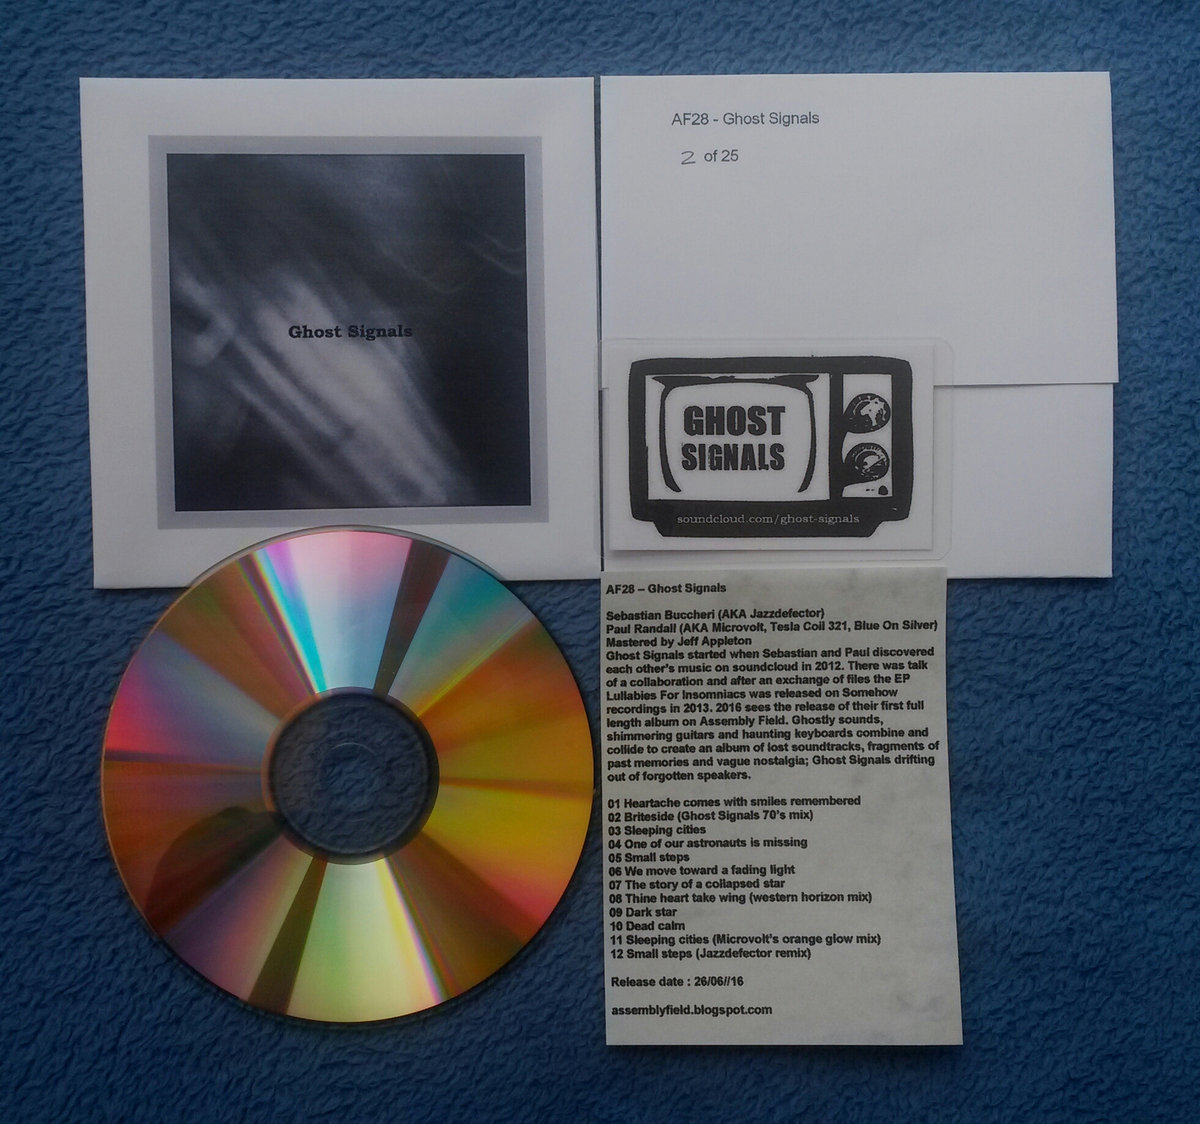 Ghost Signals
AF28 - Ghost Signals
2 of 25
GHOST
SIGNALS
soundcloud.com/ghost-signals
AF28 – Ghost Signals
Sebastian Buccheri (AKA Jazzdefector)
Paul Randall (AKA Microvolt, Tesla Coil 321, Blue On Silver)
Mastered by Jeff Appleton
Ghost Signals started when Sebastian and Paul discovered
each other's music on soundcloud in 2012. There was talk
of a collaboration and after an exchange of files the EP
Lullabies For Insomniacs was released on Somehow
recordings in 2013. 2016 sees the release of their first full
length album on Assembly Field. Ghostly sounds,
shimmering guitars and haunting keyboards combine and
collide to create an album of lost soundtracks, fragments of
past memories and vague nostalgia; Ghost Signals drifting
out of forgotten speakers.
01 Heartache comes with smiles remembered
02 Briteside (Ghost Signals 70's mix)
03 Sleeping cities
04 One of our astronauts is missing
05 Small steps
06 We move toward a fading light
07 The story of a collapsed star
08 Thine heart take wing (western horizon mix)
09 Dark star
10 Dead calm
11 Sleeping cities (Microvolt's orange glow mix)
12 Small steps (Jazzdefector remix)
Release date : 26/06//16
assemblyfield.blogspot.com